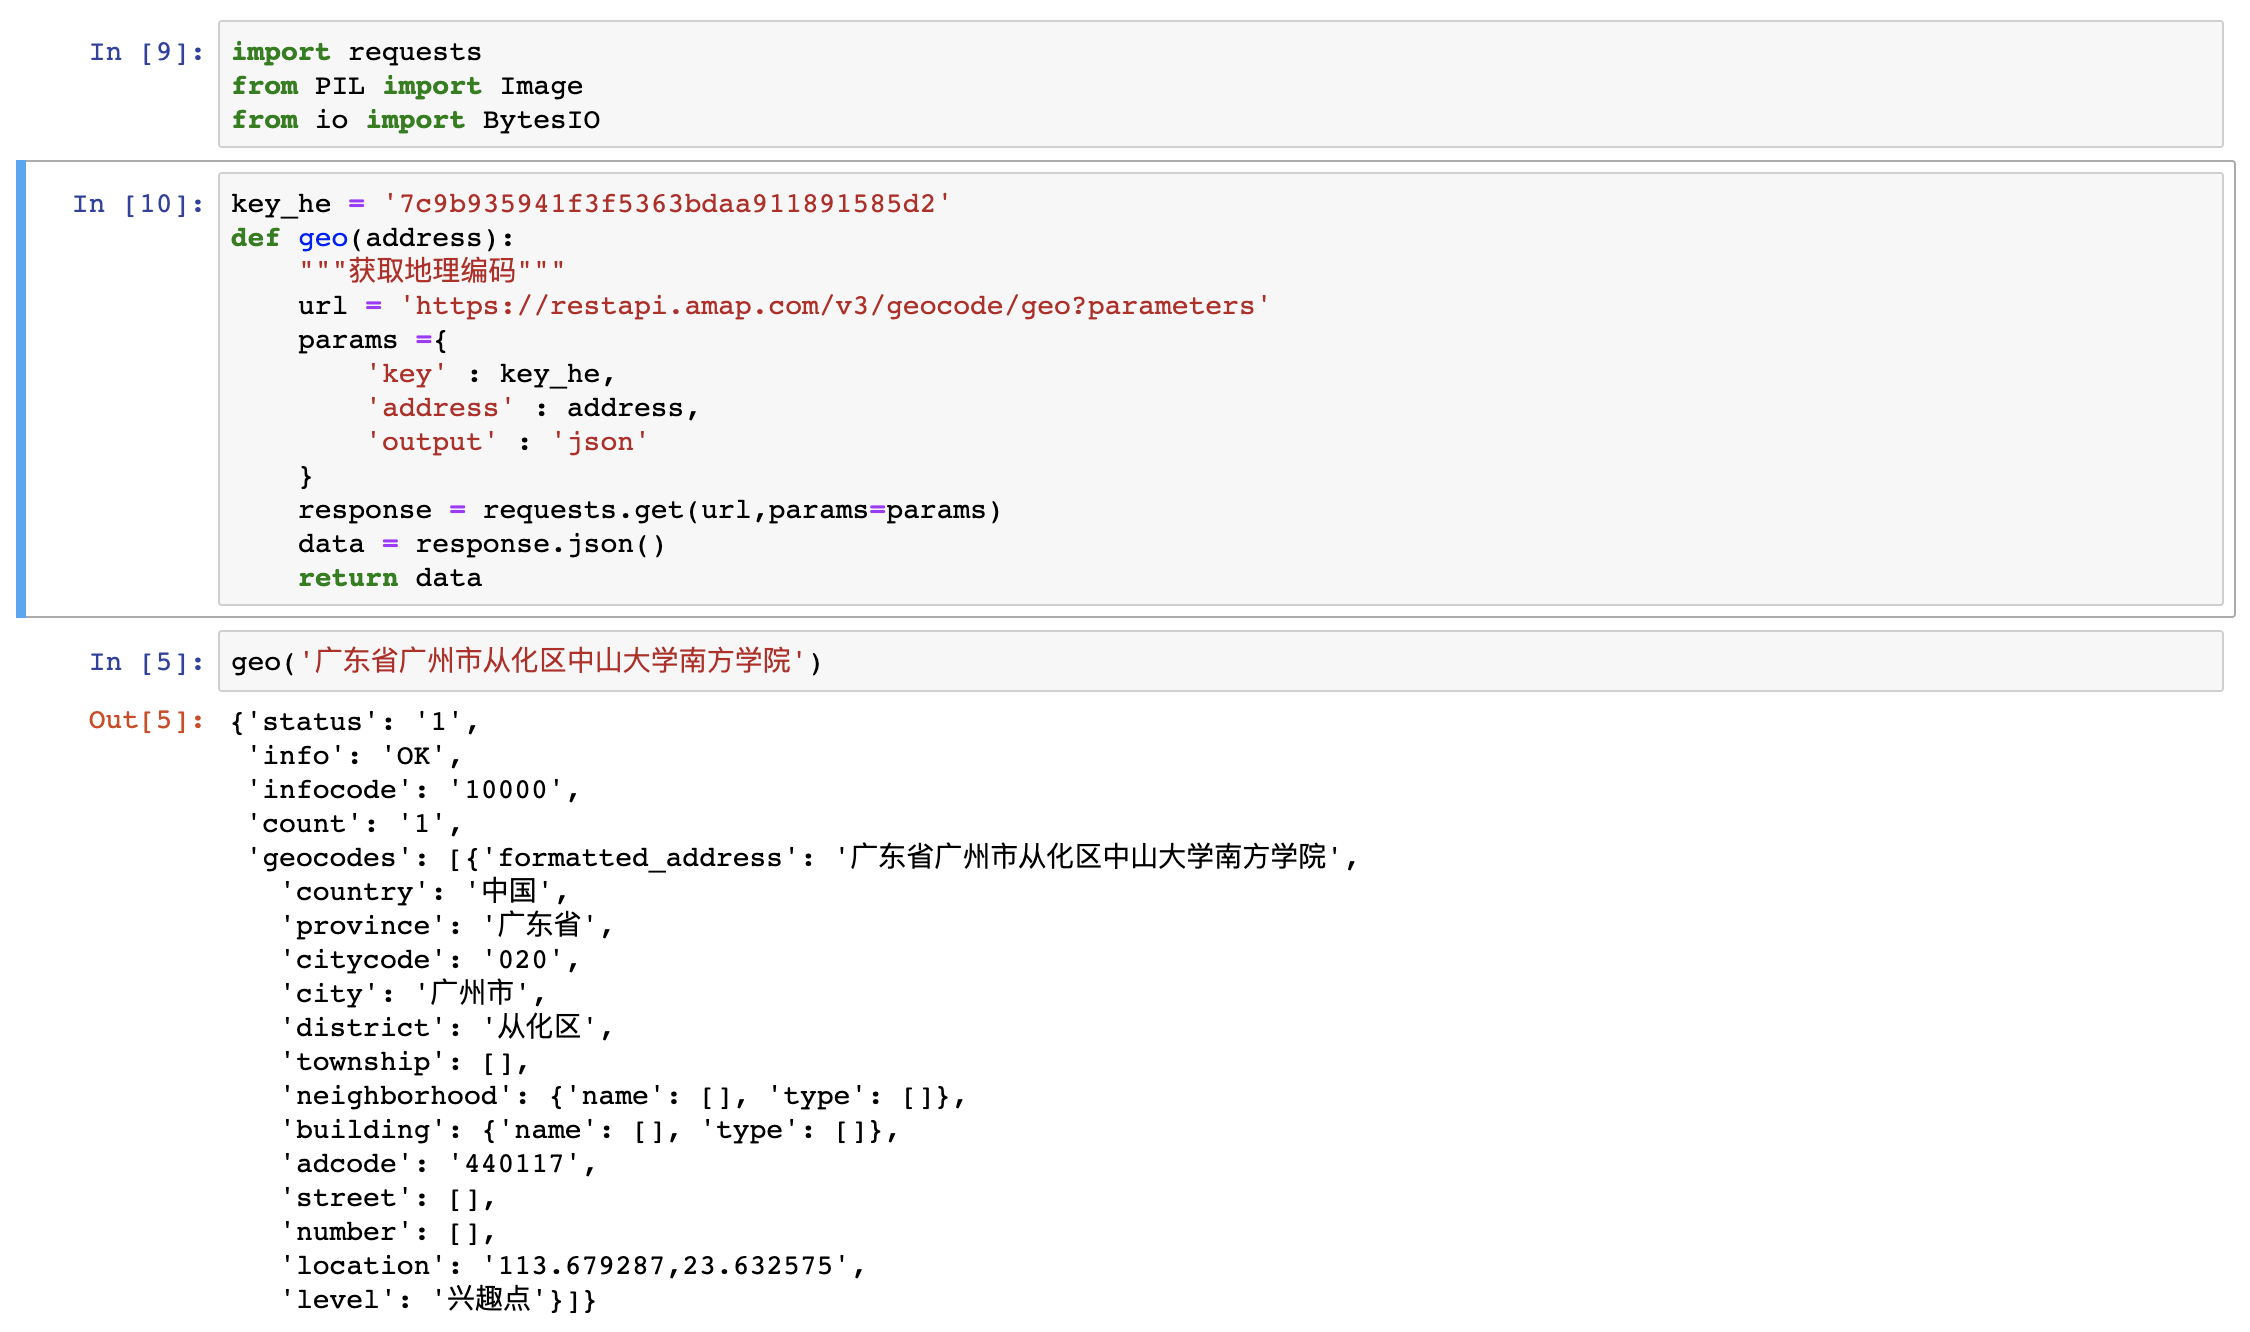 In [9]: import requests
from PIL import Image
from io import BytesIO
In [10]: key_he = '7c9b935941f3f5363bdaa911891585d2'
def geo(address):
    """获取地理编码"""
    url = 'https://restapi.amap.com/v3/geocode/geo?parameters'
    params ={
        'key' : key_he,
        'address' : address,
        'output' : 'json'
    }
    response = requests.get(url,params=params)
    data = response.json()
    return data
In [5]: geo('广东省广州市从化区中山大学南方学院')
Out[5]: {'status': '1',
 'info': 'OK',
 'infocode': '10000',
 'count': '1',
 'geocodes': [{'formatted_address': '广东省广州市从化区中山大学南方学院',
   'country': '中国',
   'province': '广东省',
   'citycode': '020',
   'city': '广州市',
   'district': '从化区',
   'township': [],
   'neighborhood': {'name': [], 'type': []},
   'building': {'name': [], 'type': []},
   'adcode': '440117',
   'street': [],
   'number': [],
   'location': '113.679287,23.632575',
   'level': '兴趣点'}]}